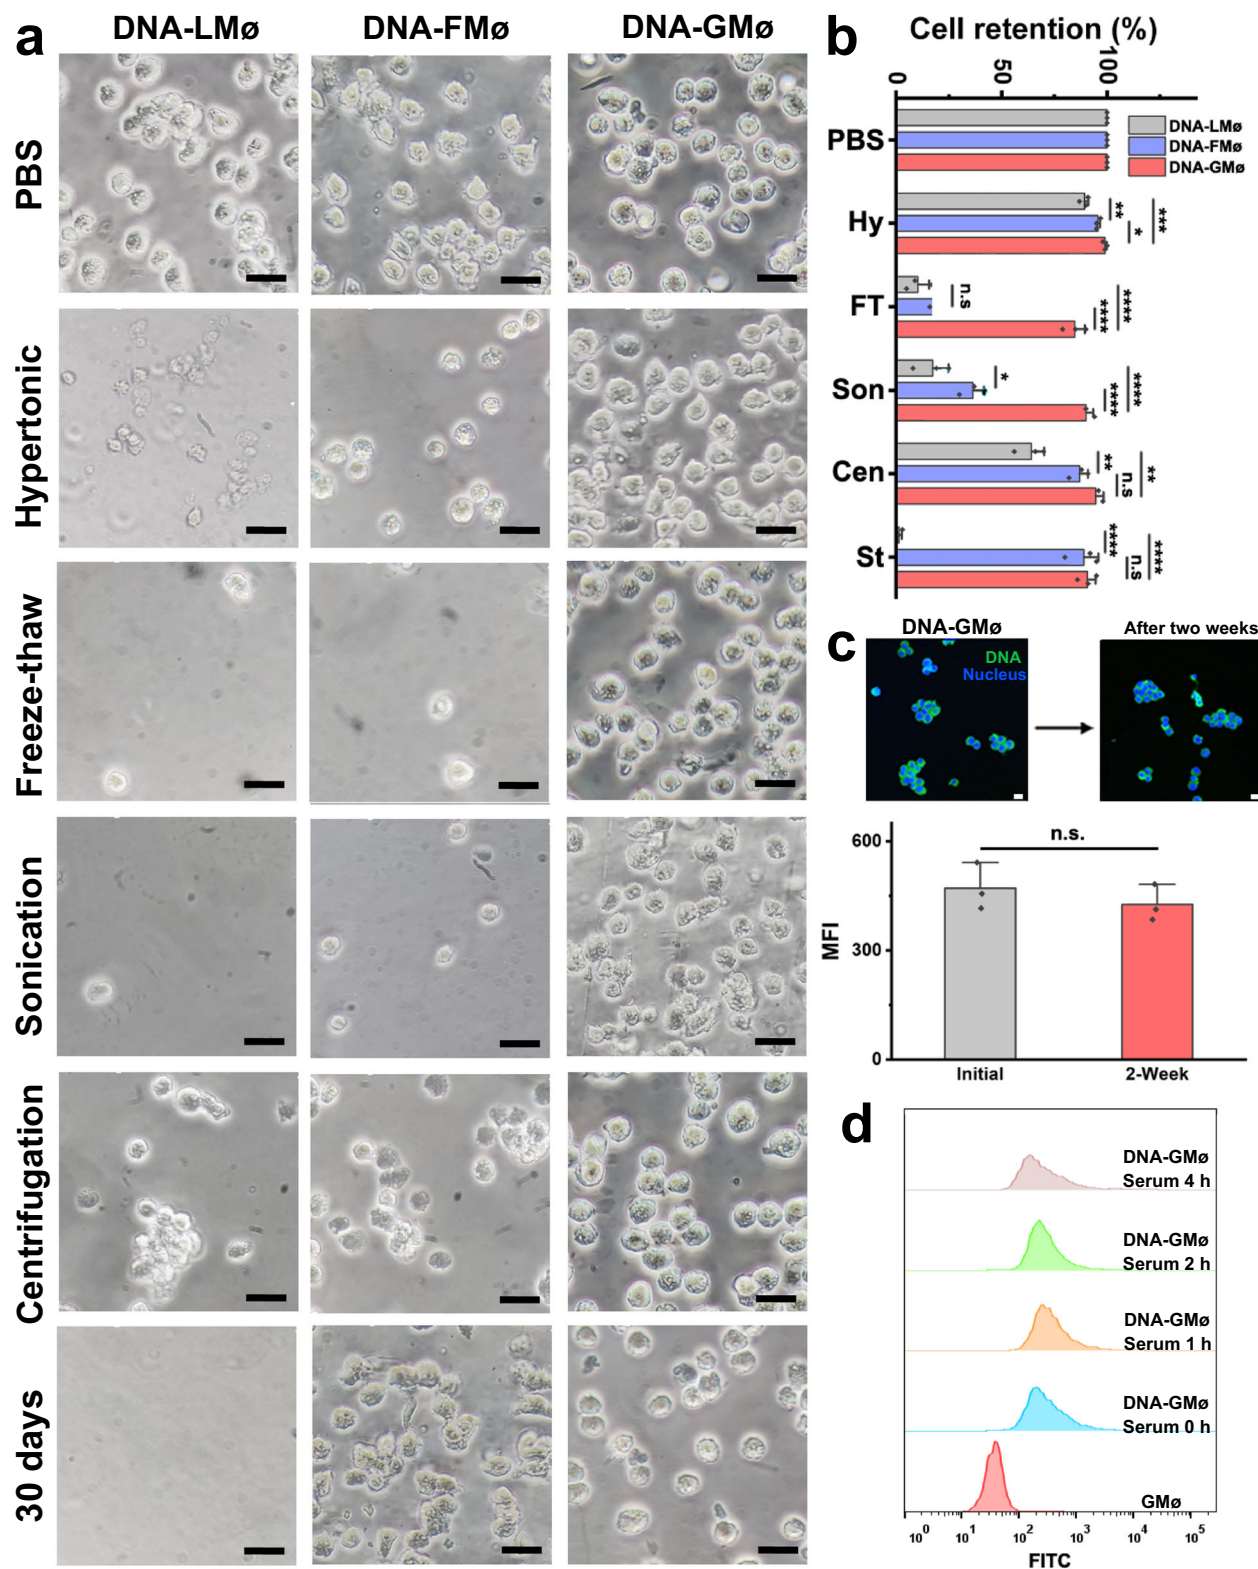 a
DNA-LMø
DNA-FMø
DNA-GMø
PBS
Hypertonic
Freeze-thaw
Sonication
Centrifugation
30 days
b
Cell retention (%)
0
50
100
DNA-LMø
DNA-FMø
DNA-GMø
PBS
Hy
**
*
***
FT
n.s
****
****
Son
*
****
****
Cen
**
n.s
**
St
****
n.s
****
c
DNA-GMø
After two weeks
DNA
Nucleus
600
300
0
MFI
n.s.
Initial
2-Week
d
DNA-GMø
Serum 4 h
DNA-GMø
Serum 2 h
DNA-GMø
Serum 1 h
DNA-GMø
Serum 0 h
GMø
10⁰ 10¹ 10² 10³ 10⁴ 10⁵
FITC